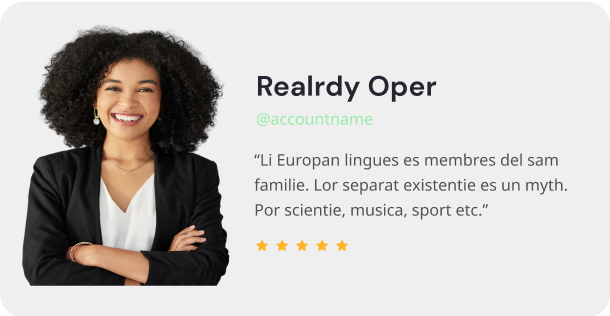 Realrdy Oper
@accountname
“Li Europan lingues es membres del sam
familie. Lor separat existentie es un myth.
Por scientie, musica, sport etc.”